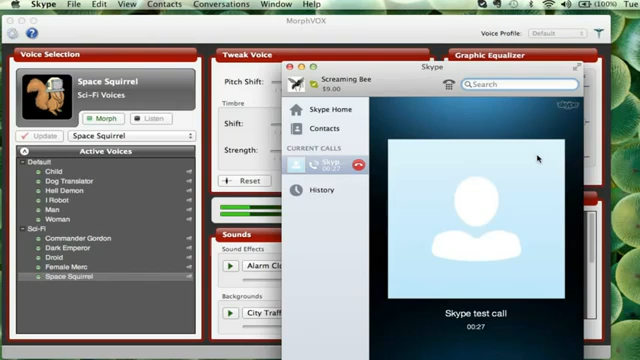 Skype File Edit View Contacts Conversations Window Help (100%) Tue
MorphVOX
Voice Profile: Default
Voice Selection
Space Squirrel
Sci-Fi Voices
Morph Listen
Update Space Squirrel
Active Voices
Default
Child
Dog Translator
Hell Demon
I Robot
Man
Woman
Sci-Fi
Commander Gordon
Dark Emperor
Droid
Female Merc
Space Squirrel
Tweak Voice
Pitch Shift:
Timbre
Shift:
Strength:
Reset
Sounds
Sound Effects
Alarm Clo
Backgrounds
City Traff
Graphic Equalizer
Skype
Screaming Bee
$9.00
Search
Skype Home
Contacts
CURRENT CALLS
Skyp
00:27
History
skype
Skype test call
00:27